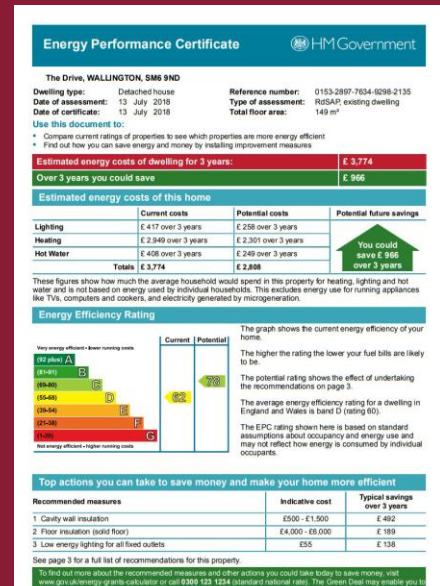 Energy Performance Certificate
HM Government
The Drive, WALLINGTON, SM6 9ND
Dwelling type: Detached house
Date of assessment: 13 July 2018
Date of certificate: 13 July 2018
Reference number: 0153-2897-7634-9298-2135
Type of assessment: RdSAP, existing dwelling
Total floor area: 149 m²
Use this document to:
• Compare current ratings of properties to see which properties are more energy efficient
• Find out how you can save energy and money by installing improvement measures
Estimated energy costs of dwelling for 3 years: £ 3,774
Over 3 years you could save £ 966
Estimated energy costs of this home
Current costs Potential costs Potential future savings
Lighting £ 417 over 3 years £ 258 over 3 years
Heating £ 2,949 over 3 years £ 2,301 over 3 years
Hot Water £ 408 over 3 years £ 249 over 3 years
Totals £ 3,774 £ 2,808
You could
save £ 966
over 3 years
These figures show how much the average household would spend in this property for heating, lighting and hot
water and is not based on energy used by individual households. This excludes energy use for running appliances
like TVs, computers and cookers, and electricity generated by microgeneration.
Energy Efficiency Rating
Current Potential
Very energy efficient - lower running costs
(92 plus) A
(81-91) B
(69-80) C
(55-68) D
(39-54) E
(21-38) F
(1-20) G
Not energy efficient - higher running costs
62
78
The graph shows the current energy efficiency of your
home.
The higher the rating the lower your fuel bills are likely
to be.
The potential rating shows the effect of undertaking
the recommendations on page 3.
The average energy efficiency rating for a dwelling in
England and Wales is band D (rating 60).
The EPC rating shown here is based on standard
assumptions about occupancy and energy use and
may not reflect how energy is consumed by individual
occupants.
Top actions you can take to save money and make your home more efficient
Recommended measures Indicative cost Typical savings
over 3 years
1 Cavity wall insulation £500 - £1,500 £ 492
2 Floor insulation (solid floor) £4,000 - £6,000 £ 189
3 Low energy lighting for all fixed outlets £55 £ 138
See page 3 for a full list of recommendations for this property.
To find out more about the recommended measures and other actions you could take today to save money, visit
www.gov.uk/energy-grants-calculator or call 0300 123 1234 (standard national rate). The Green Deal may enable you to